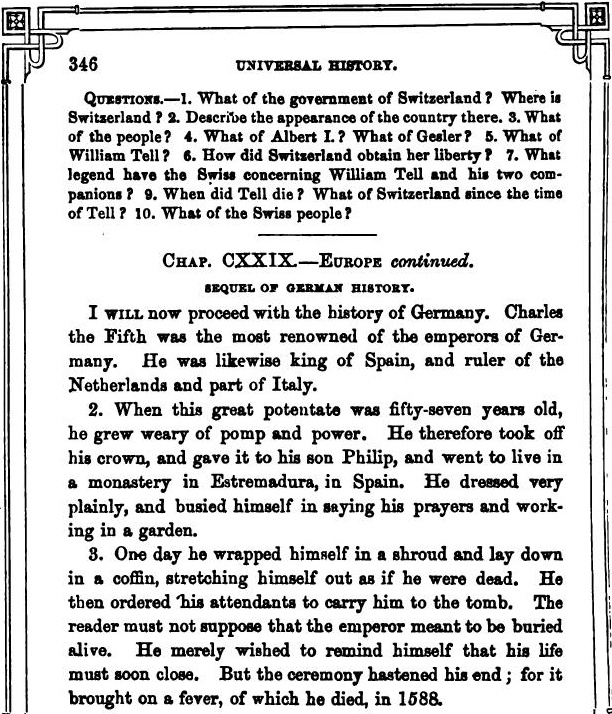 346
UNIVERSAL HISTORY.
QUESTIONS.—1. What of the government of Switzerland? Where is
Switzerland? 2. Describe the appearance of the country there. 3. What
of the people? 4. What of Albert I.? What of Gesler? 5. What of
William Tell? 6. How did Switzerland obtain her liberty? 7. What
legend have the Swiss concerning William Tell and his two com-
panions? 9. When did Tell die? What of Switzerland since the time
of Tell? 10. What of the Swiss people?
CHAP. CXXIX.—EUROPE continued.
SEQUEL OF GERMAN HISTORY.
I WILL now proceed with the history of Germany. Charles
the Fifth was the most renowned of the emperors of Ger-
many. He was likewise king of Spain, and ruler of the
Netherlands and part of Italy.
2. When this great potentate was fifty-seven years old,
he grew weary of pomp and power. He therefore took off
his crown, and gave it to his son Philip, and went to live in
a monastery in Estremadura, in Spain. He dressed very
plainly, and busied himself in saying his prayers and work-
ing in a garden.
3. One day he wrapped himself in a shroud and lay down
in a coffin, stretching himself out as if he were dead. He
then ordered his attendants to carry him to the tomb. The
reader must not suppose that the emperor meant to be buried
alive. He merely wished to remind himself that his life
must soon close. But the ceremony hastened his end; for it
brought on a fever, of which he died, in 1588.